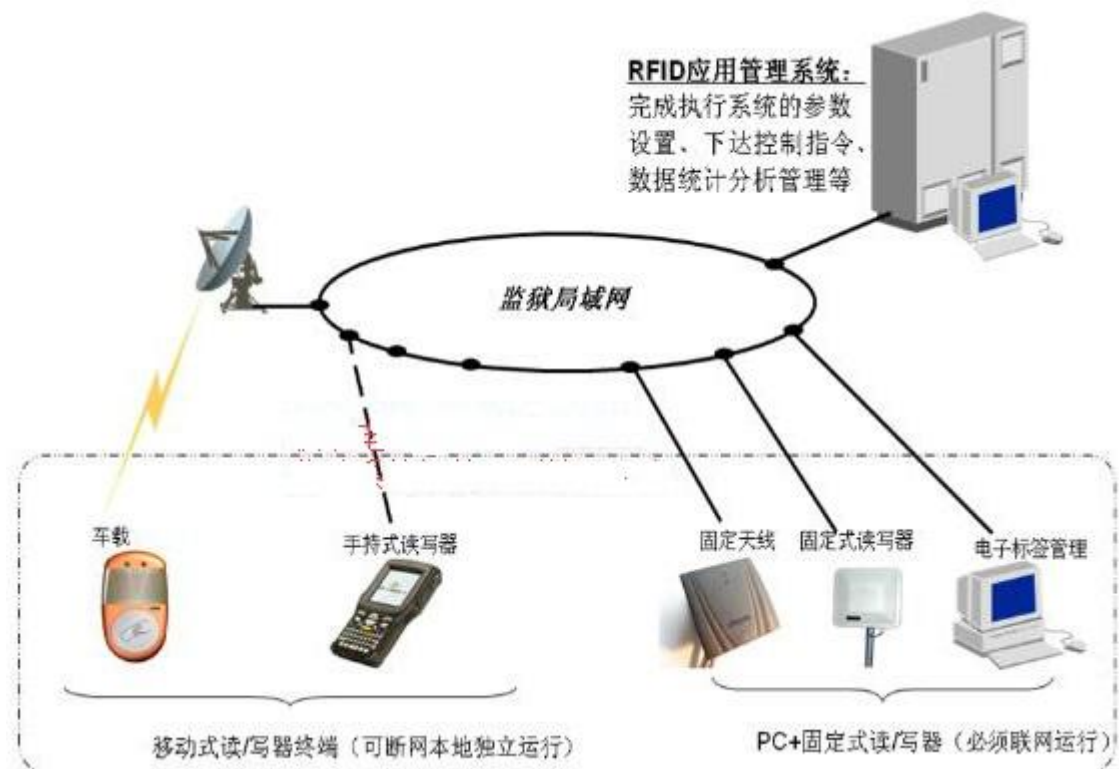 RFID应用管理系统：
完成执行系统的参数
设置、下达控制指令、
数据统计分析管理等
监狱局域网
车载
手持式读写器
固定天线
固定式读写器
电子标签管理
移动式读/写器终端（可断网本地独立运行）
PC+固定式读/写器（必须联网运行）